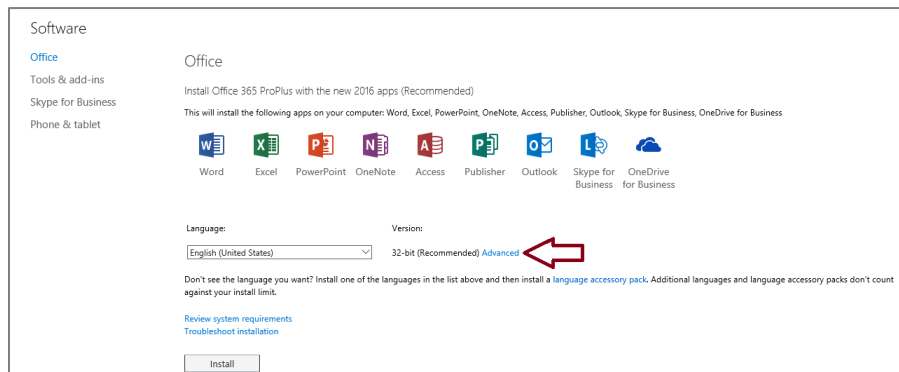 Software
Office
Tools & add-ins
Skype for Business
Phone & tablet
Office
Install Office 365 ProPlus with the new 2016 apps (Recommended)
This will install the following apps on your computer: Word, Excel, PowerPoint, OneNote, Access, Publisher, Outlook, Skype for Business, OneDrive for Business
Word Excel PowerPoint OneNote Access Publisher Outlook Skype for Business OneDrive for Business
Language: Version:
English (United States) 32-bit (Recommended) Advanced
Don't see the language you want? Install one of the languages in the list above and then install a language accessory pack. Additional languages and language accessory packs don't count
against your install limit.
Review system requirements
Troubleshoot installation
Install